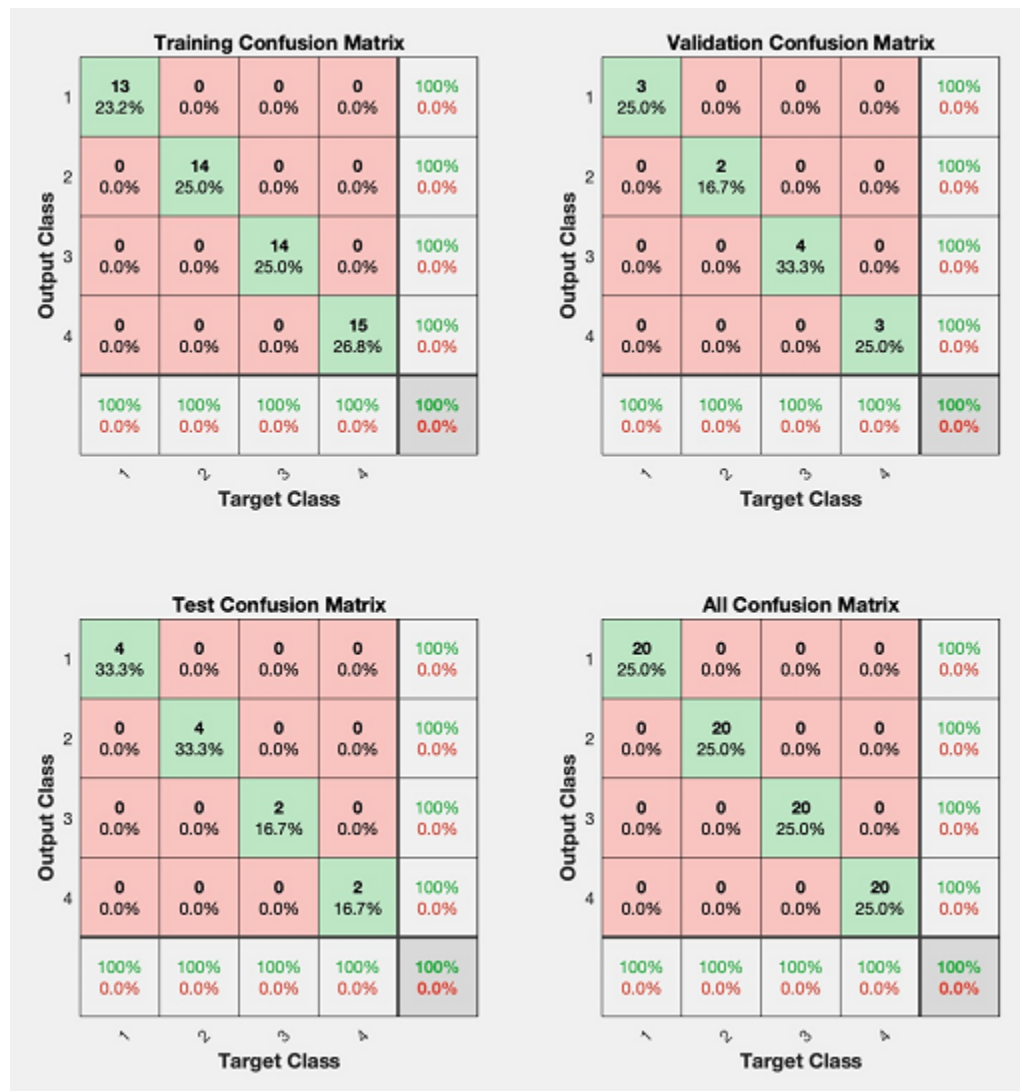 Training Confusion Matrix
13 0 0 0 100%
1
23.2% 0.0% 0.0% 0.0% 0.0%
0 14 0 0 100%
2
0.0% 25.0% 0.0% 0.0% 0.0%
0 0 14 0 100%
3
0.0% 0.0% 25.0% 0.0% 0.0%
0 0 0 15 100%
4
0.0% 0.0% 0.0% 26.8% 0.0%
100% 100% 100% 100% 100%
0.0% 0.0% 0.0% 0.0% 0.0%
1 2 3 4
Output Class
Target Class
Validation Confusion Matrix
3 0 0 0 100%
1
25.0% 0.0% 0.0% 0.0% 0.0%
0 2 0 0 100%
2
0.0% 16.7% 0.0% 0.0% 0.0%
0 0 4 0 100%
3
0.0% 0.0% 33.3% 0.0% 0.0%
0 0 0 3 100%
4
0.0% 0.0% 0.0% 25.0% 0.0%
100% 100% 100% 100% 100%
0.0% 0.0% 0.0% 0.0% 0.0%
1 2 3 4
Output Class
Target Class
Test Confusion Matrix
4 0 0 0 100%
1
33.3% 0.0% 0.0% 0.0% 0.0%
0 4 0 0 100%
2
0.0% 33.3% 0.0% 0.0% 0.0%
0 0 2 0 100%
3
0.0% 0.0% 16.7% 0.0% 0.0%
0 0 0 2 100%
4
0.0% 0.0% 0.0% 16.7% 0.0%
100% 100% 100% 100% 100%
0.0% 0.0% 0.0% 0.0% 0.0%
1 2 3 4
Output Class
Target Class
All Confusion Matrix
20 0 0 0 100%
1
25.0% 0.0% 0.0% 0.0% 0.0%
0 20 0 0 100%
2
0.0% 25.0% 0.0% 0.0% 0.0%
0 0 20 0 100%
3
0.0% 0.0% 25.0% 0.0% 0.0%
0 0 0 20 100%
4
0.0% 0.0% 0.0% 25.0% 0.0%
100% 100% 100% 100% 100%
0.0% 0.0% 0.0% 0.0% 0.0%
1 2 3 4
Output Class
Target Class